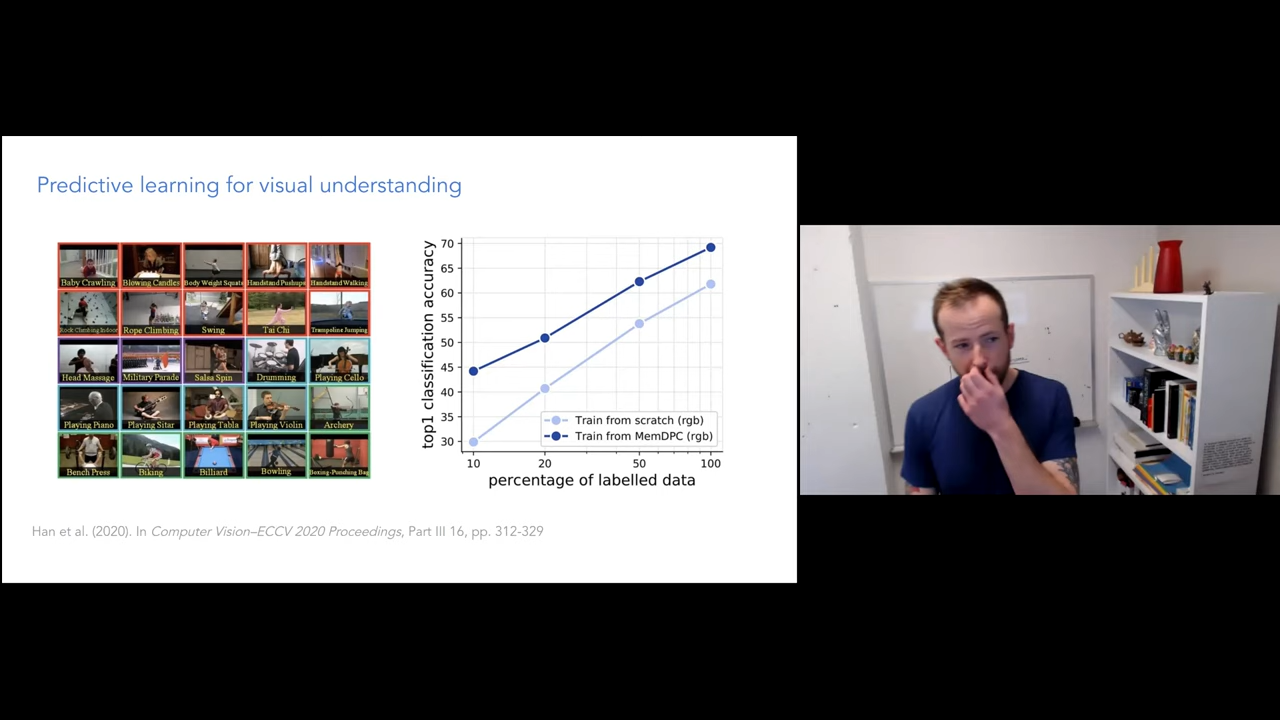 Predictive learning for visual understanding
Baby Crawling
Blowing Candles
Body Weight Squats
Handstand Pushups
Handstand Walking
Rock Climbing Indoor
Rope Climbing
Swing
Tai Chi
Trampoline Jumping
Head Massage
Military Parade
Salsa Spin
Drumming
Playing Cello
Playing Piano
Playing Sitar
Playing Tabla
Playing Violin
Archery
Bench Press
Biking
Billiard
Bowling
Boxing-Punching Bag
top1 classification accuracy
70
65
60
55
50
45
40
35
30
Train from scratch (rgb)
Train from MemDPC (rgb)
10 20 50 100
percentage of labelled data
Han et al. (2020). In Computer Vision–ECCV 2020 Proceedings, Part III 16, pp. 312-329